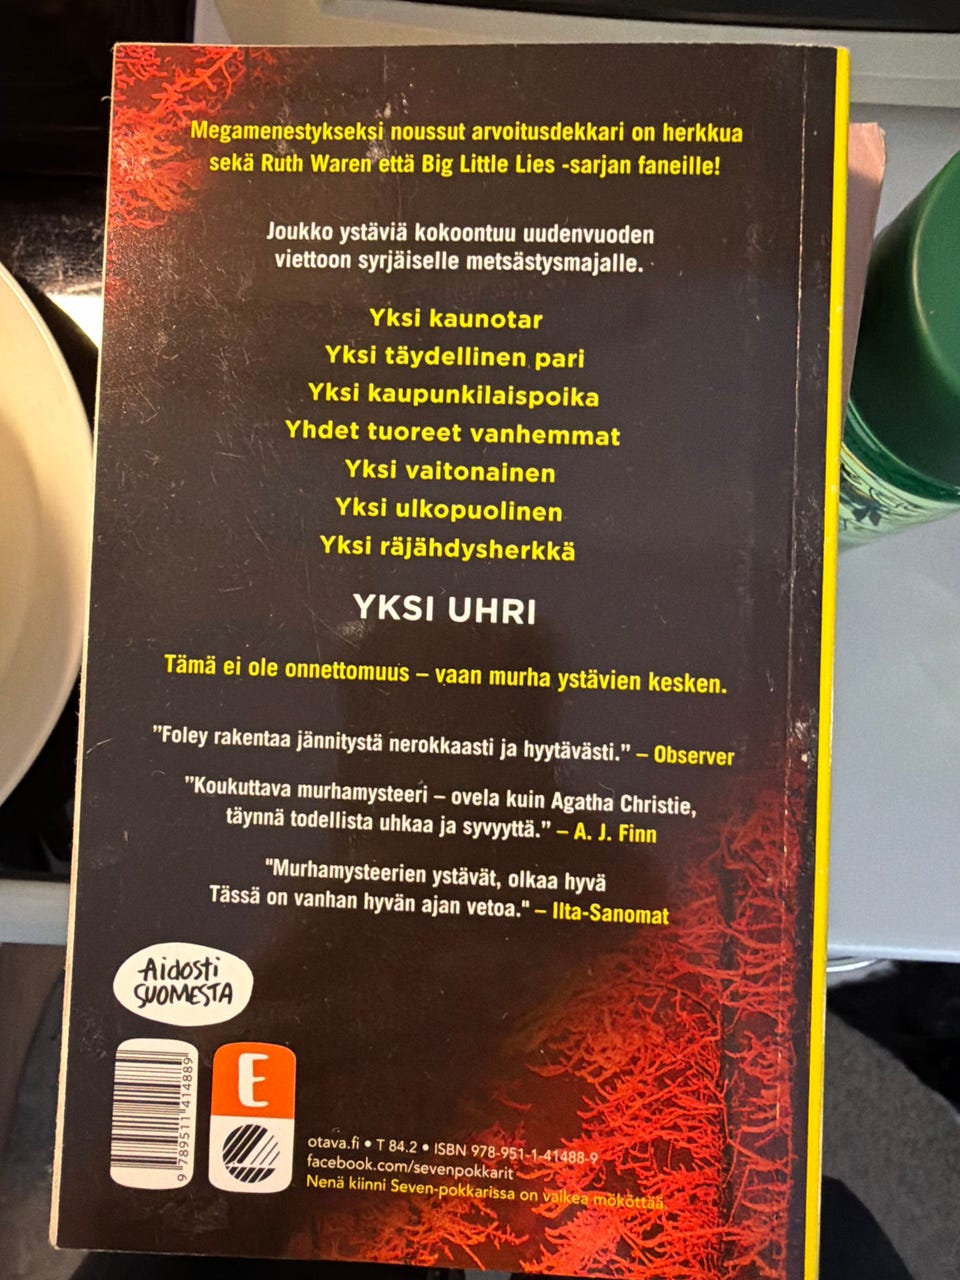 Megamenestykseksi noussut arvoitusdekkari on herkkua
sekä Ruth Waren että Big Little Lies -sarjan faneille!
Joukko ystäviä kokoontuu uudenvuoden
viettoon syrjäiselle metsästysmajalle.
Yksi kaunotar
Yksi täydellinen pari
Yksi kaupunkilaispoika
Yhdet tuoreet vanhemmat
Yksi vaitonainen
Yksi ulkopuolinen
Yksi räjähdysherkkä
YKSI UHRI
Tämä ei ole onnettomuus – vaan murha ystävien kesken.
”Foley rakentaa jännitystä nerokkaasti ja hyytävästi.” – Observer
”Koukuttava murhamysteeri – ovela kuin Agatha Christie,
täynnä todellista uhkaa ja syvyyttä.” – A. J. Finn
"Murhamysteerien ystävät, olkaa hyvä
Tässä on vanhan hyvän ajan vetoa." – Ilta-Sanomat
Aidosti
SUOMESTA
9 789511 414889
E
otava.fi • T 84.2 • ISBN 978-951-1-41488-9
facebook.com/sevenpokkarit
Nenä kiinni Seven-pokkarissa on vaikea mököttää.